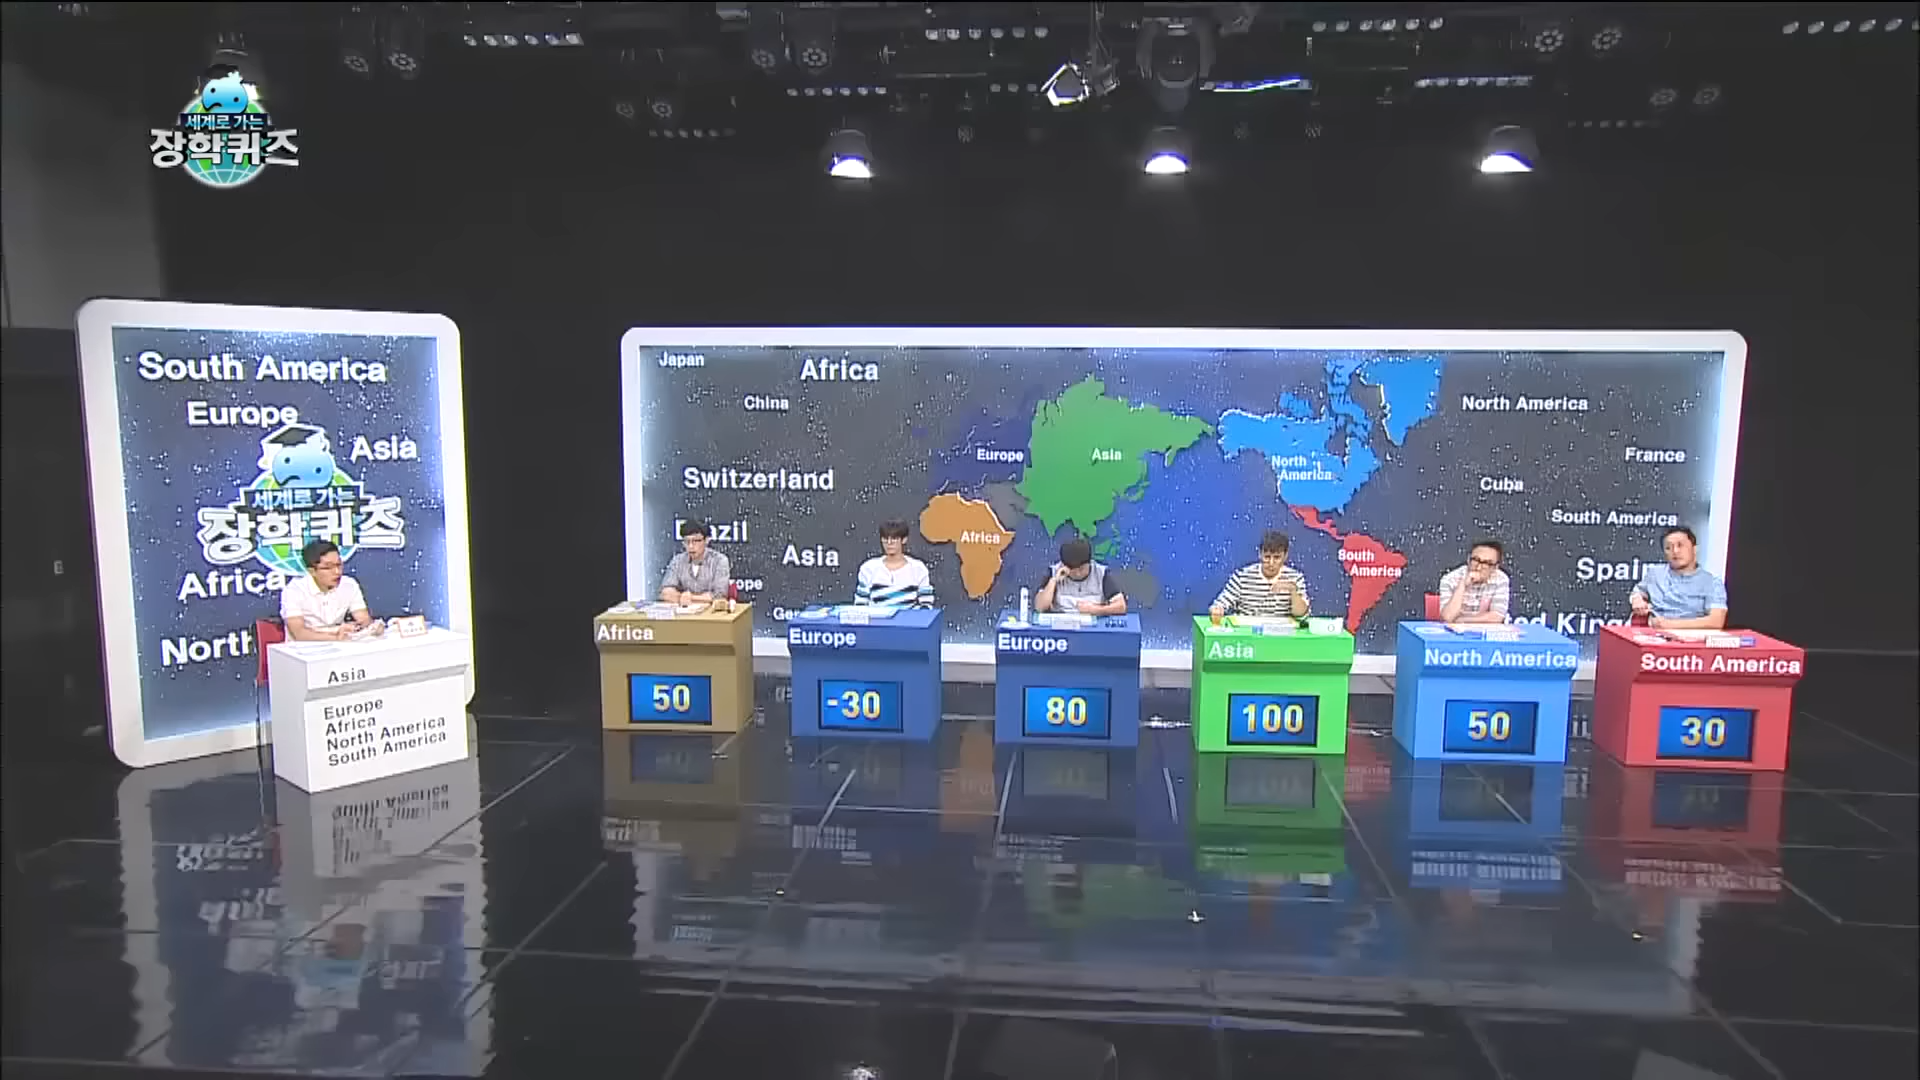 세계로 가는
장학퀴즈
South America
Europe
Asia
세계로 가는
장학퀴즈
Africa
North
Asia
Europe
Africa
North America
South America
Japan
Africa
China
Switzerland
Asia
Europe
Asia
Africa
North
America
South
America
North America
France
Cuba
South America
Spain
Africa
50
Europe
-30
Europe
80
Asia
100
North America
50
South America
30